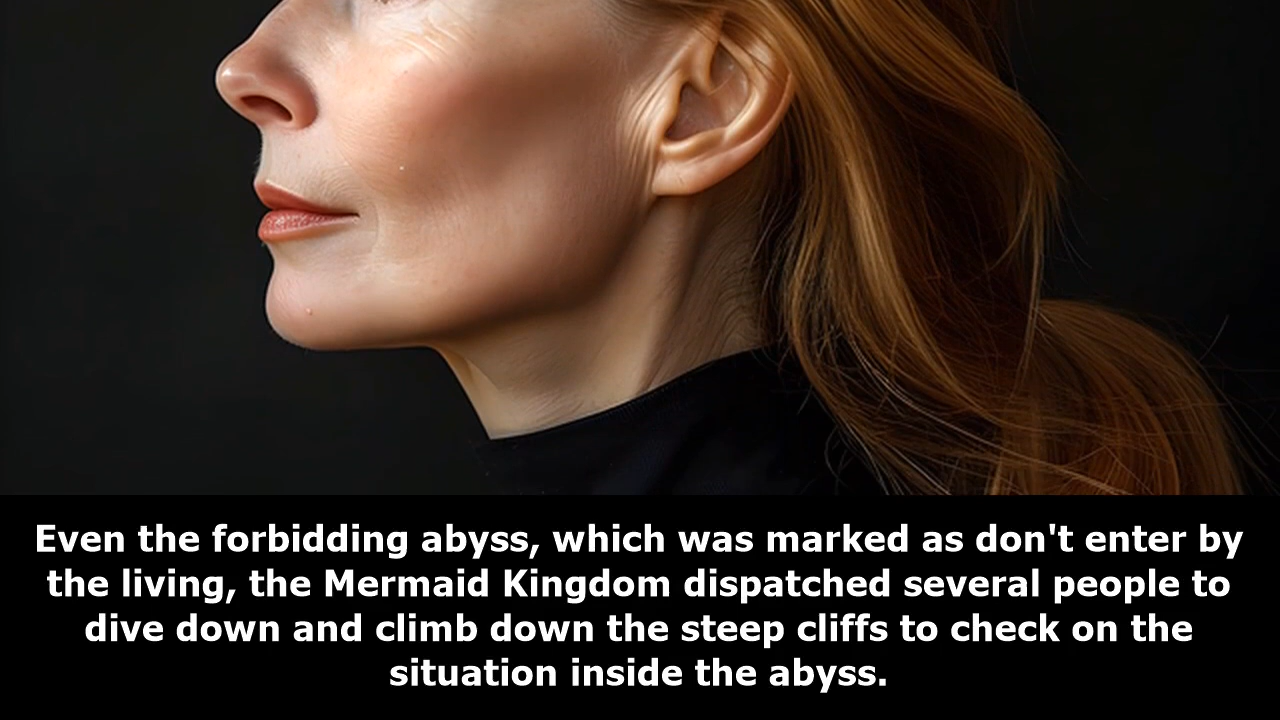 Even the forbidding abyss, which was marked as don't enter by
the living, the Mermaid Kingdom dispatched several people to
dive down and climb down the steep cliffs to check on the
situation inside the abyss.